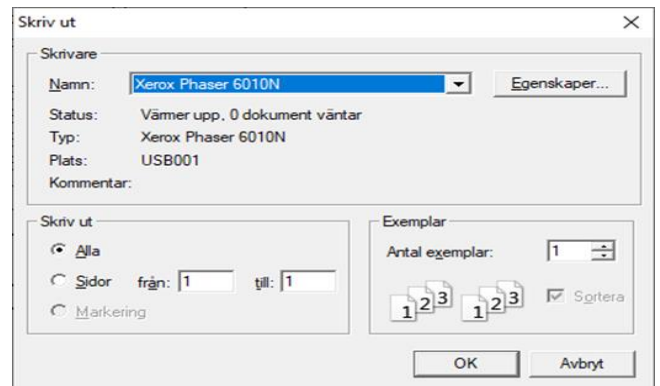 Skriv ut
Skrivare
Namn: Xerox Phaser 6010N Egenskaper...
Status: Värmer upp, 0 dokument väntar
Typ: Xerox Phaser 6010N
Plats: USB001
Kommentar:
Skriv ut
Alla
Sidor från: 1 till: 1
Markering
Exemplar
Antal exemplar: 1
1 2 3 1 2 3 Sortera
OK Avbryt